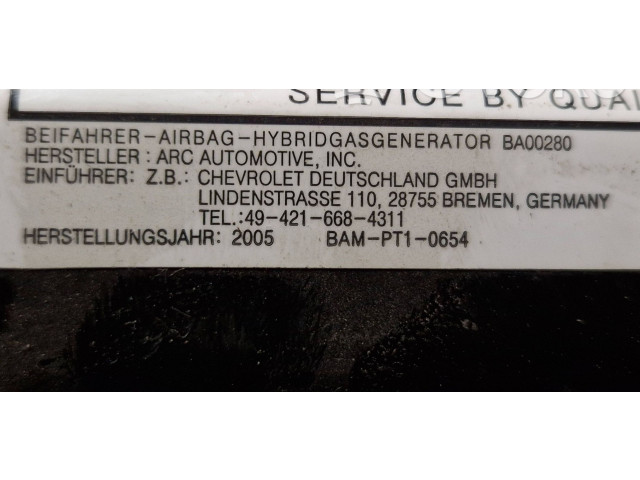 SERVICE BY QUA
BEIFAHRER-AIRBAG-HYBRIDGASGENERATOR BA00280
HERSTELLER : ARC AUTOMOTIVE, INC.
EINFÜHRER: Z.B.: CHEVROLET DEUTSCHLAND GMBH
LINDENSTRASSE 110, 28755 BREMEN, GERMANY
TEL.:49-421-668-4311
HERSTELLUNGSJAHR: 2005 BAM-PT1-0654